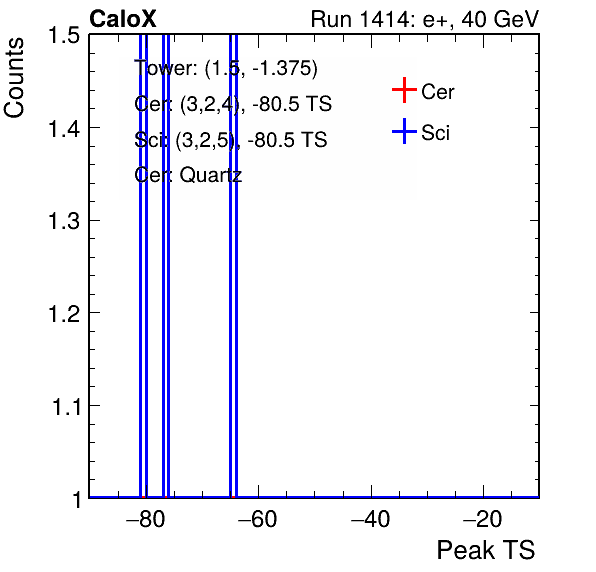 CaloX Run 1414: e+, 40 GeV
Counts
1.5
1.4
1.3
1.2
1.1
1
Tower: (1.5, -1.375)
Cer: (3,2,4), -80.5 TS
Sci: (3,2,5), -80.5 TS
Cer: Quartz
Cer
Sci
−80 −60 −40 −20
Peak TS